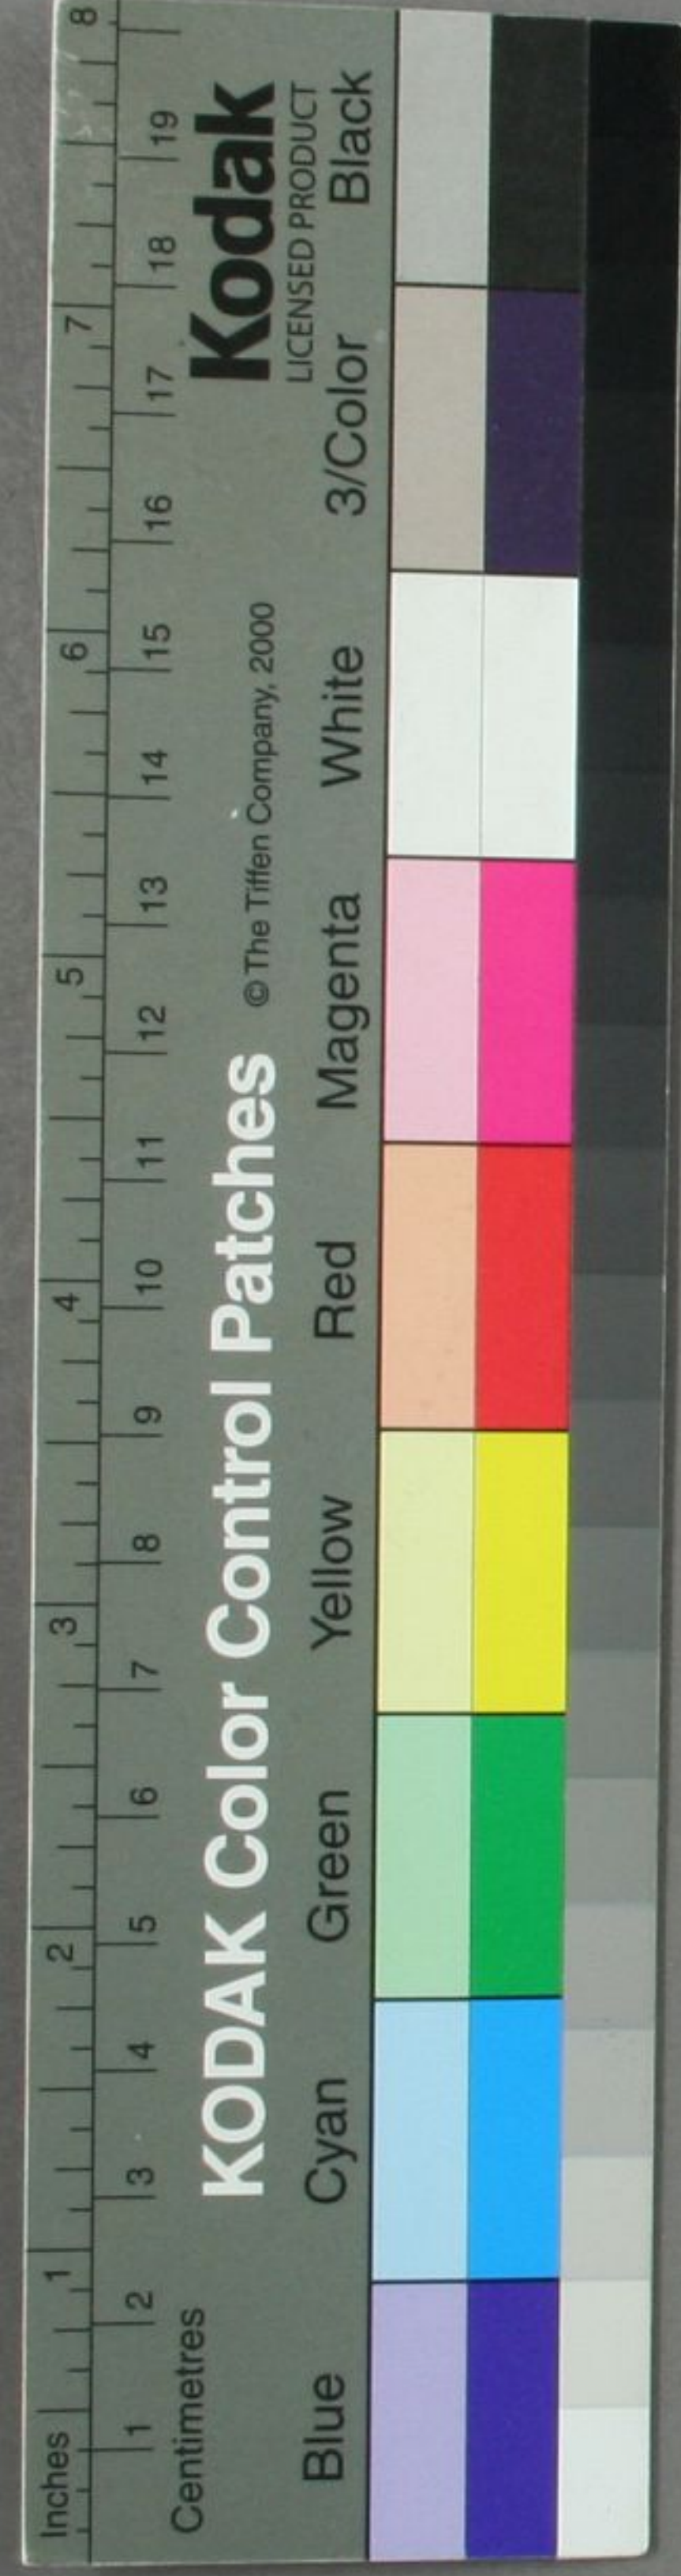 Inches 1 2 3 4 5 6 7 8
1 2 3 4 5 6 7 8 9 10 11 12 13 14 15 16 17 18 19
Centimetres
KODAK Color Control Patches © The Tiffen Company, 2000 Kodak
LICENSED PRODUCT
Blue Cyan Green Yellow Red Magenta White 3/Color Black